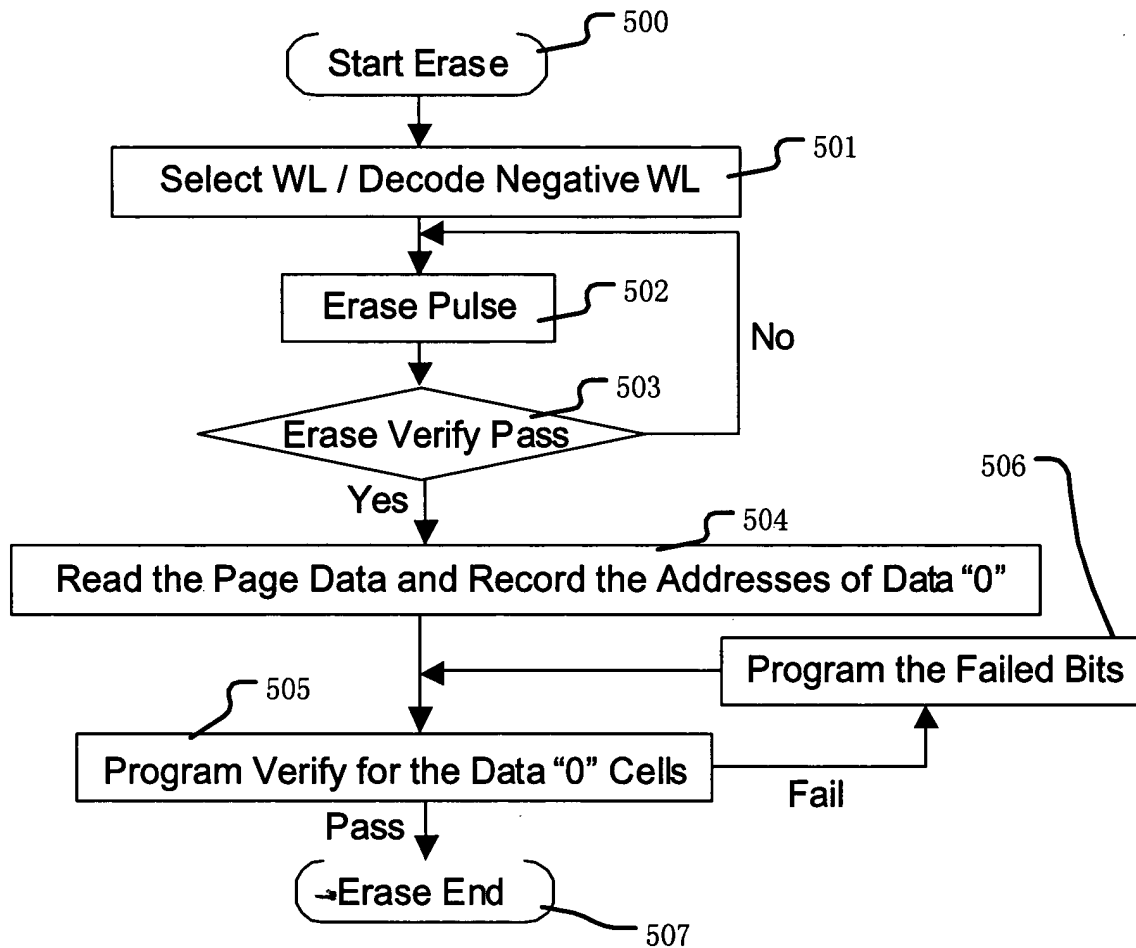 500
Start Erase
501
Select WL / Decode Negative WL
502
Erase Pulse
No
503
Erase Verify Pass
Yes
506
504
Read the Page Data and Record the Addresses of Data “0”
Program the Failed Bits
505
Program Verify for the Data “0” Cells
Fail
Pass
Erase End
507